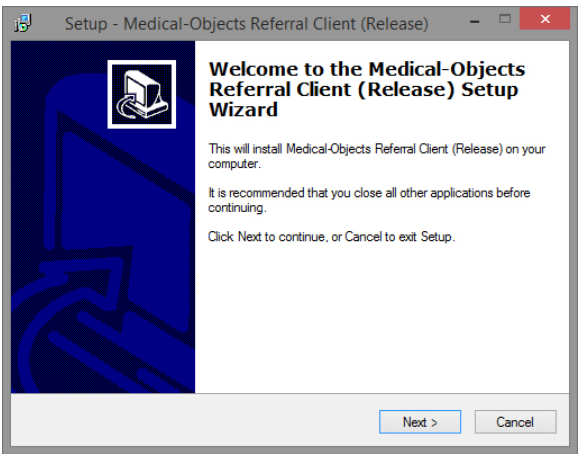 Setup - Medical-Objects Referral Client (Release)
Welcome to the Medical-Objects
Referral Client (Release) Setup
Wizard
This will install Medical-Objects Referral Client (Release) on your
computer.
It is recommended that you close all other applications before
continuing.
Click Next to continue, or Cancel to exit Setup.
Next >
Cancel